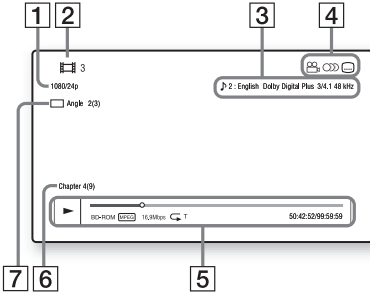 1 2 3 4
3
1080/24p
2 : English Dolby Digital Plus 3/4.1 48 kHz
Angle 2(3)
Chapter 4(9)
BD-ROM MPEG 16,9Mbps T 50:42:52/99:59:59
7 6 5